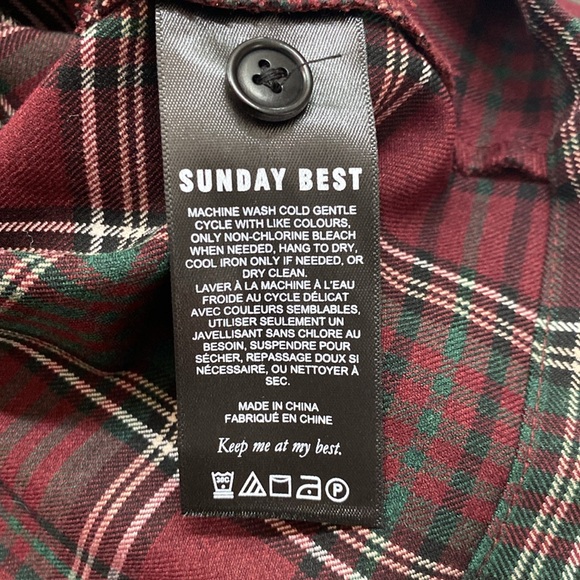 SUNDAY BEST
MACHINE WASH COLD GENTLE
CYCLE WITH LIKE COLOURS,
ONLY NON-CHLORINE BLEACH
WHEN NEEDED, HANG TO DRY,
COOL IRON ONLY IF NEEDED, OR
DRY CLEAN.
LAVER À LA MACHINE À L'EAU
FROIDE AU CYCLE DÉLICAT
AVEC COULEURS SEMBLABLES,
UTILISER SEULEMENT UN
JAVELLISANT SANS CHLORE AU
BESOIN, SUSPENDRE POUR
SÉCHER, REPASSAGE DOUX SI
NÉCESSAIRE, OU NETTOYER À
SEC.
MADE IN CHINA
FABRIQUÉ EN CHINE
Keep me at my best.
30C P